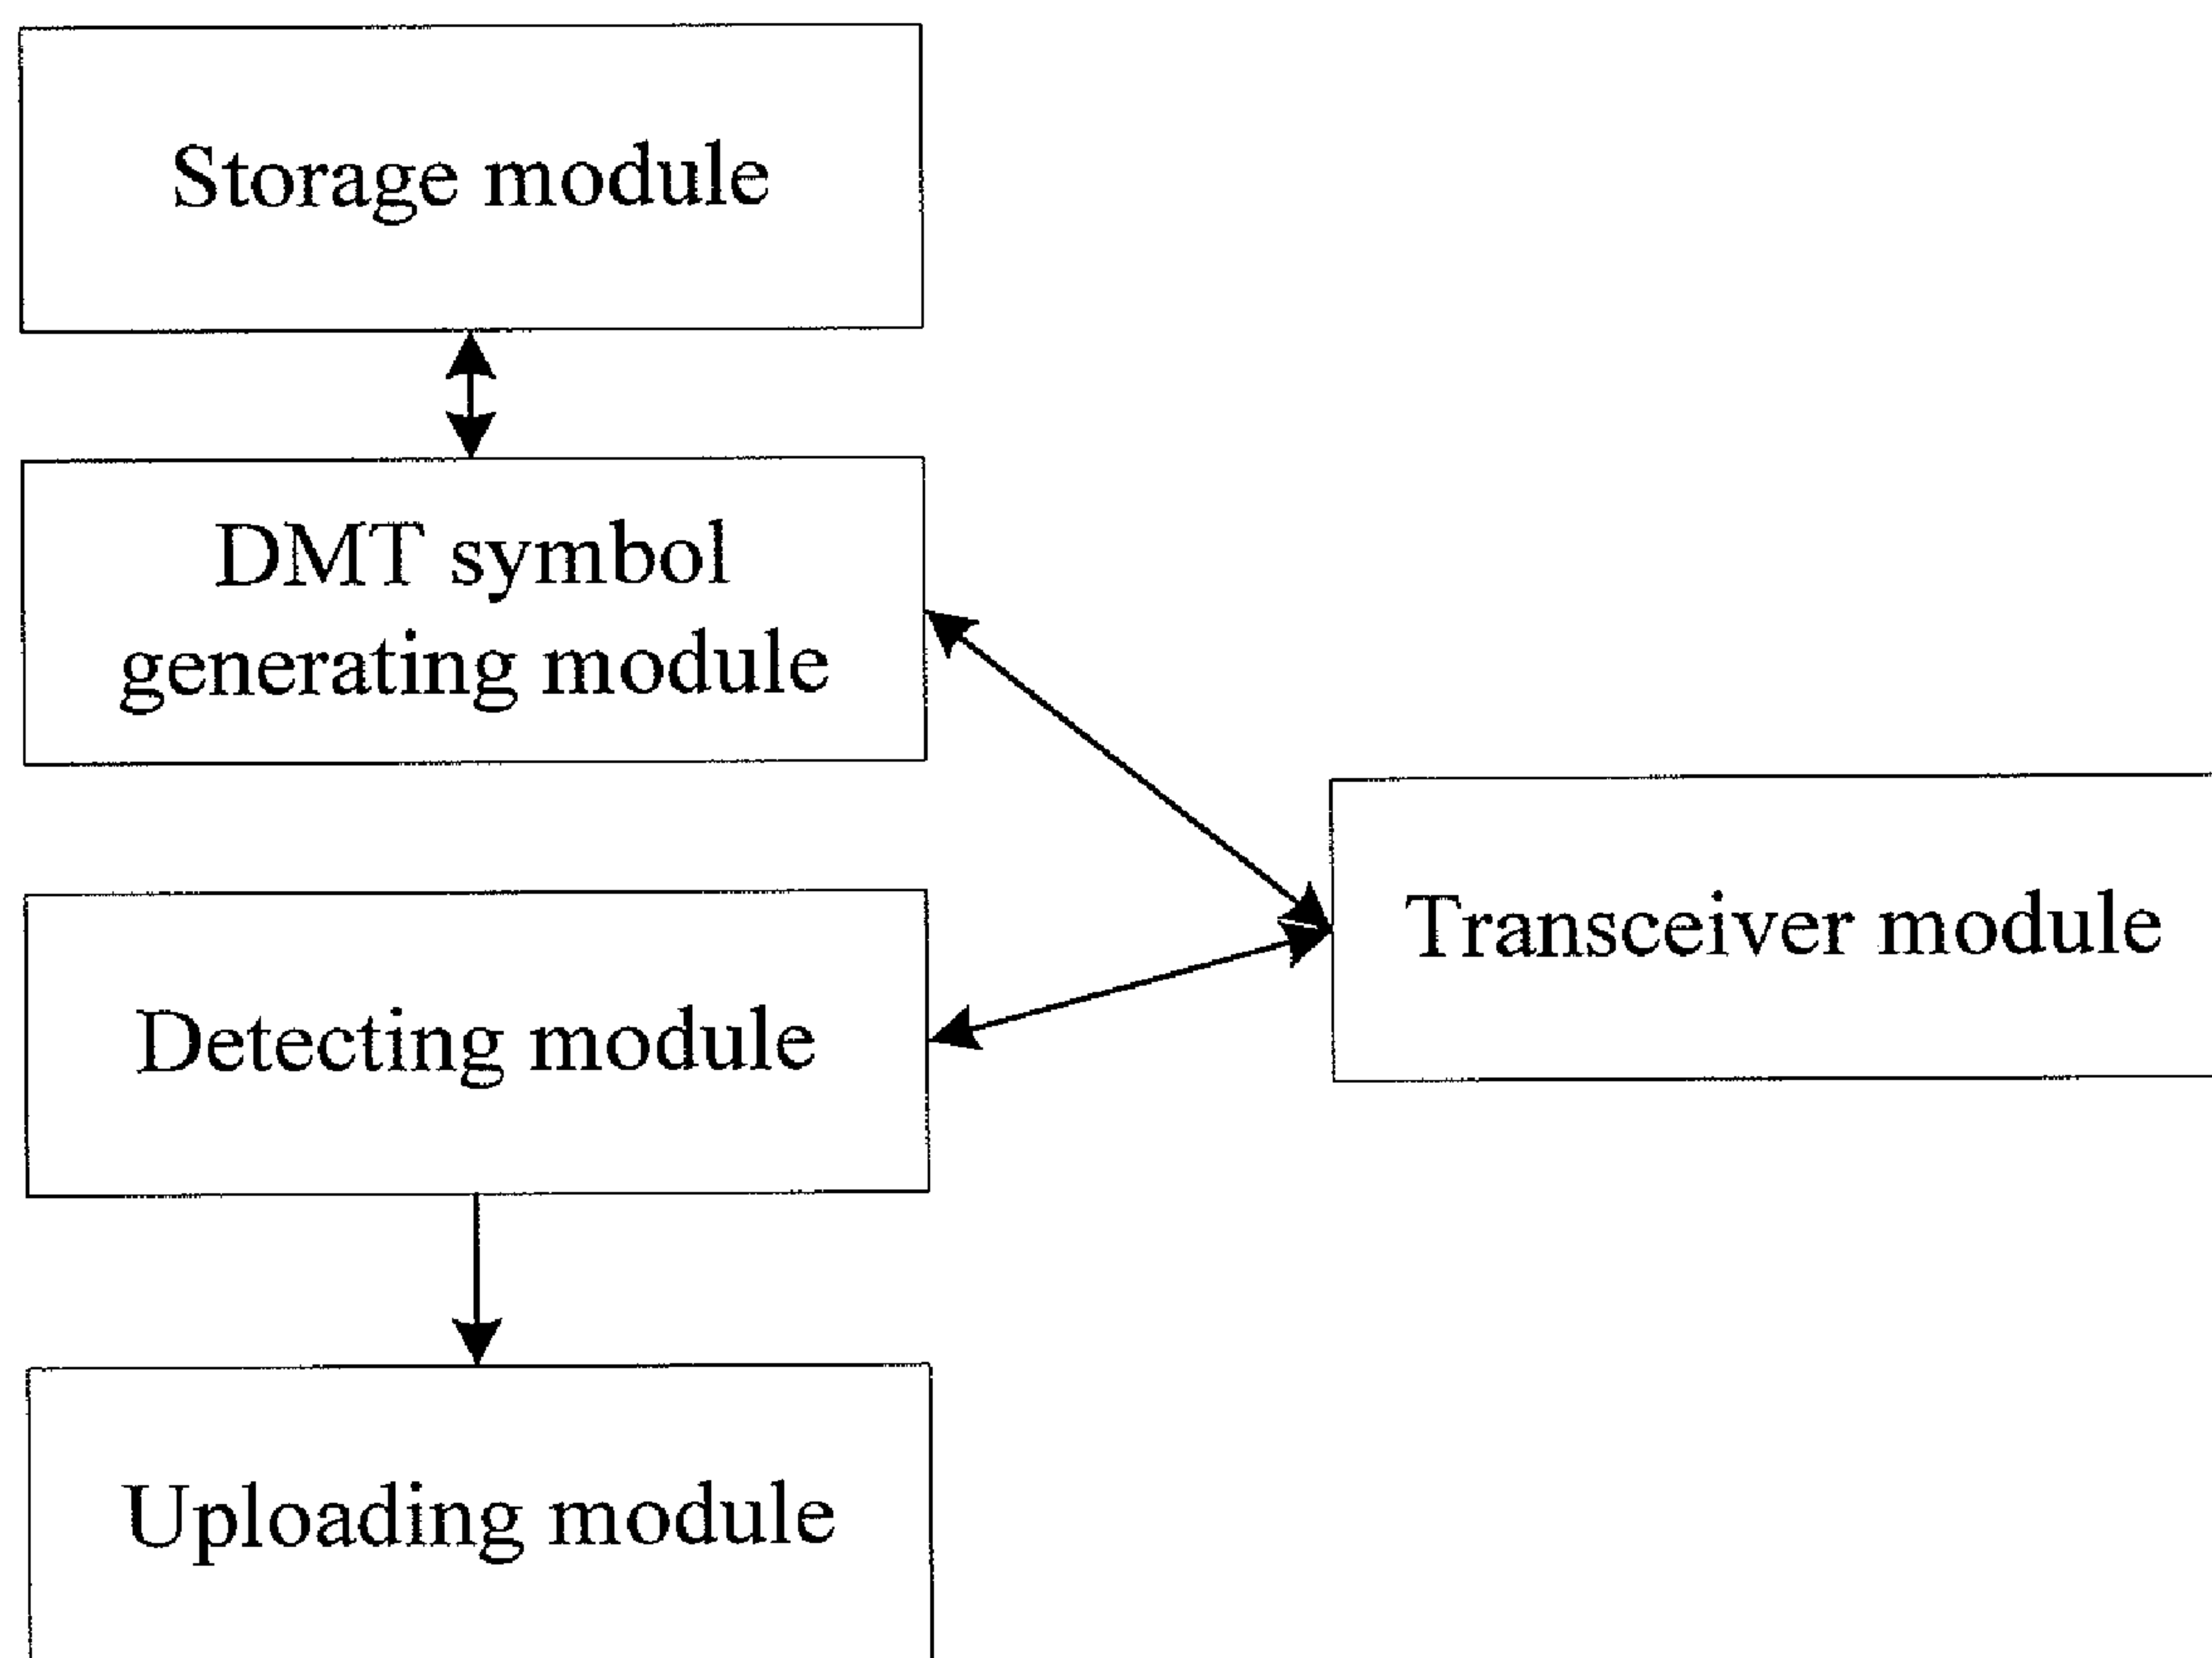 Storage module
DMT symbol
generating module
Transceiver module
Detecting module
Uploading module